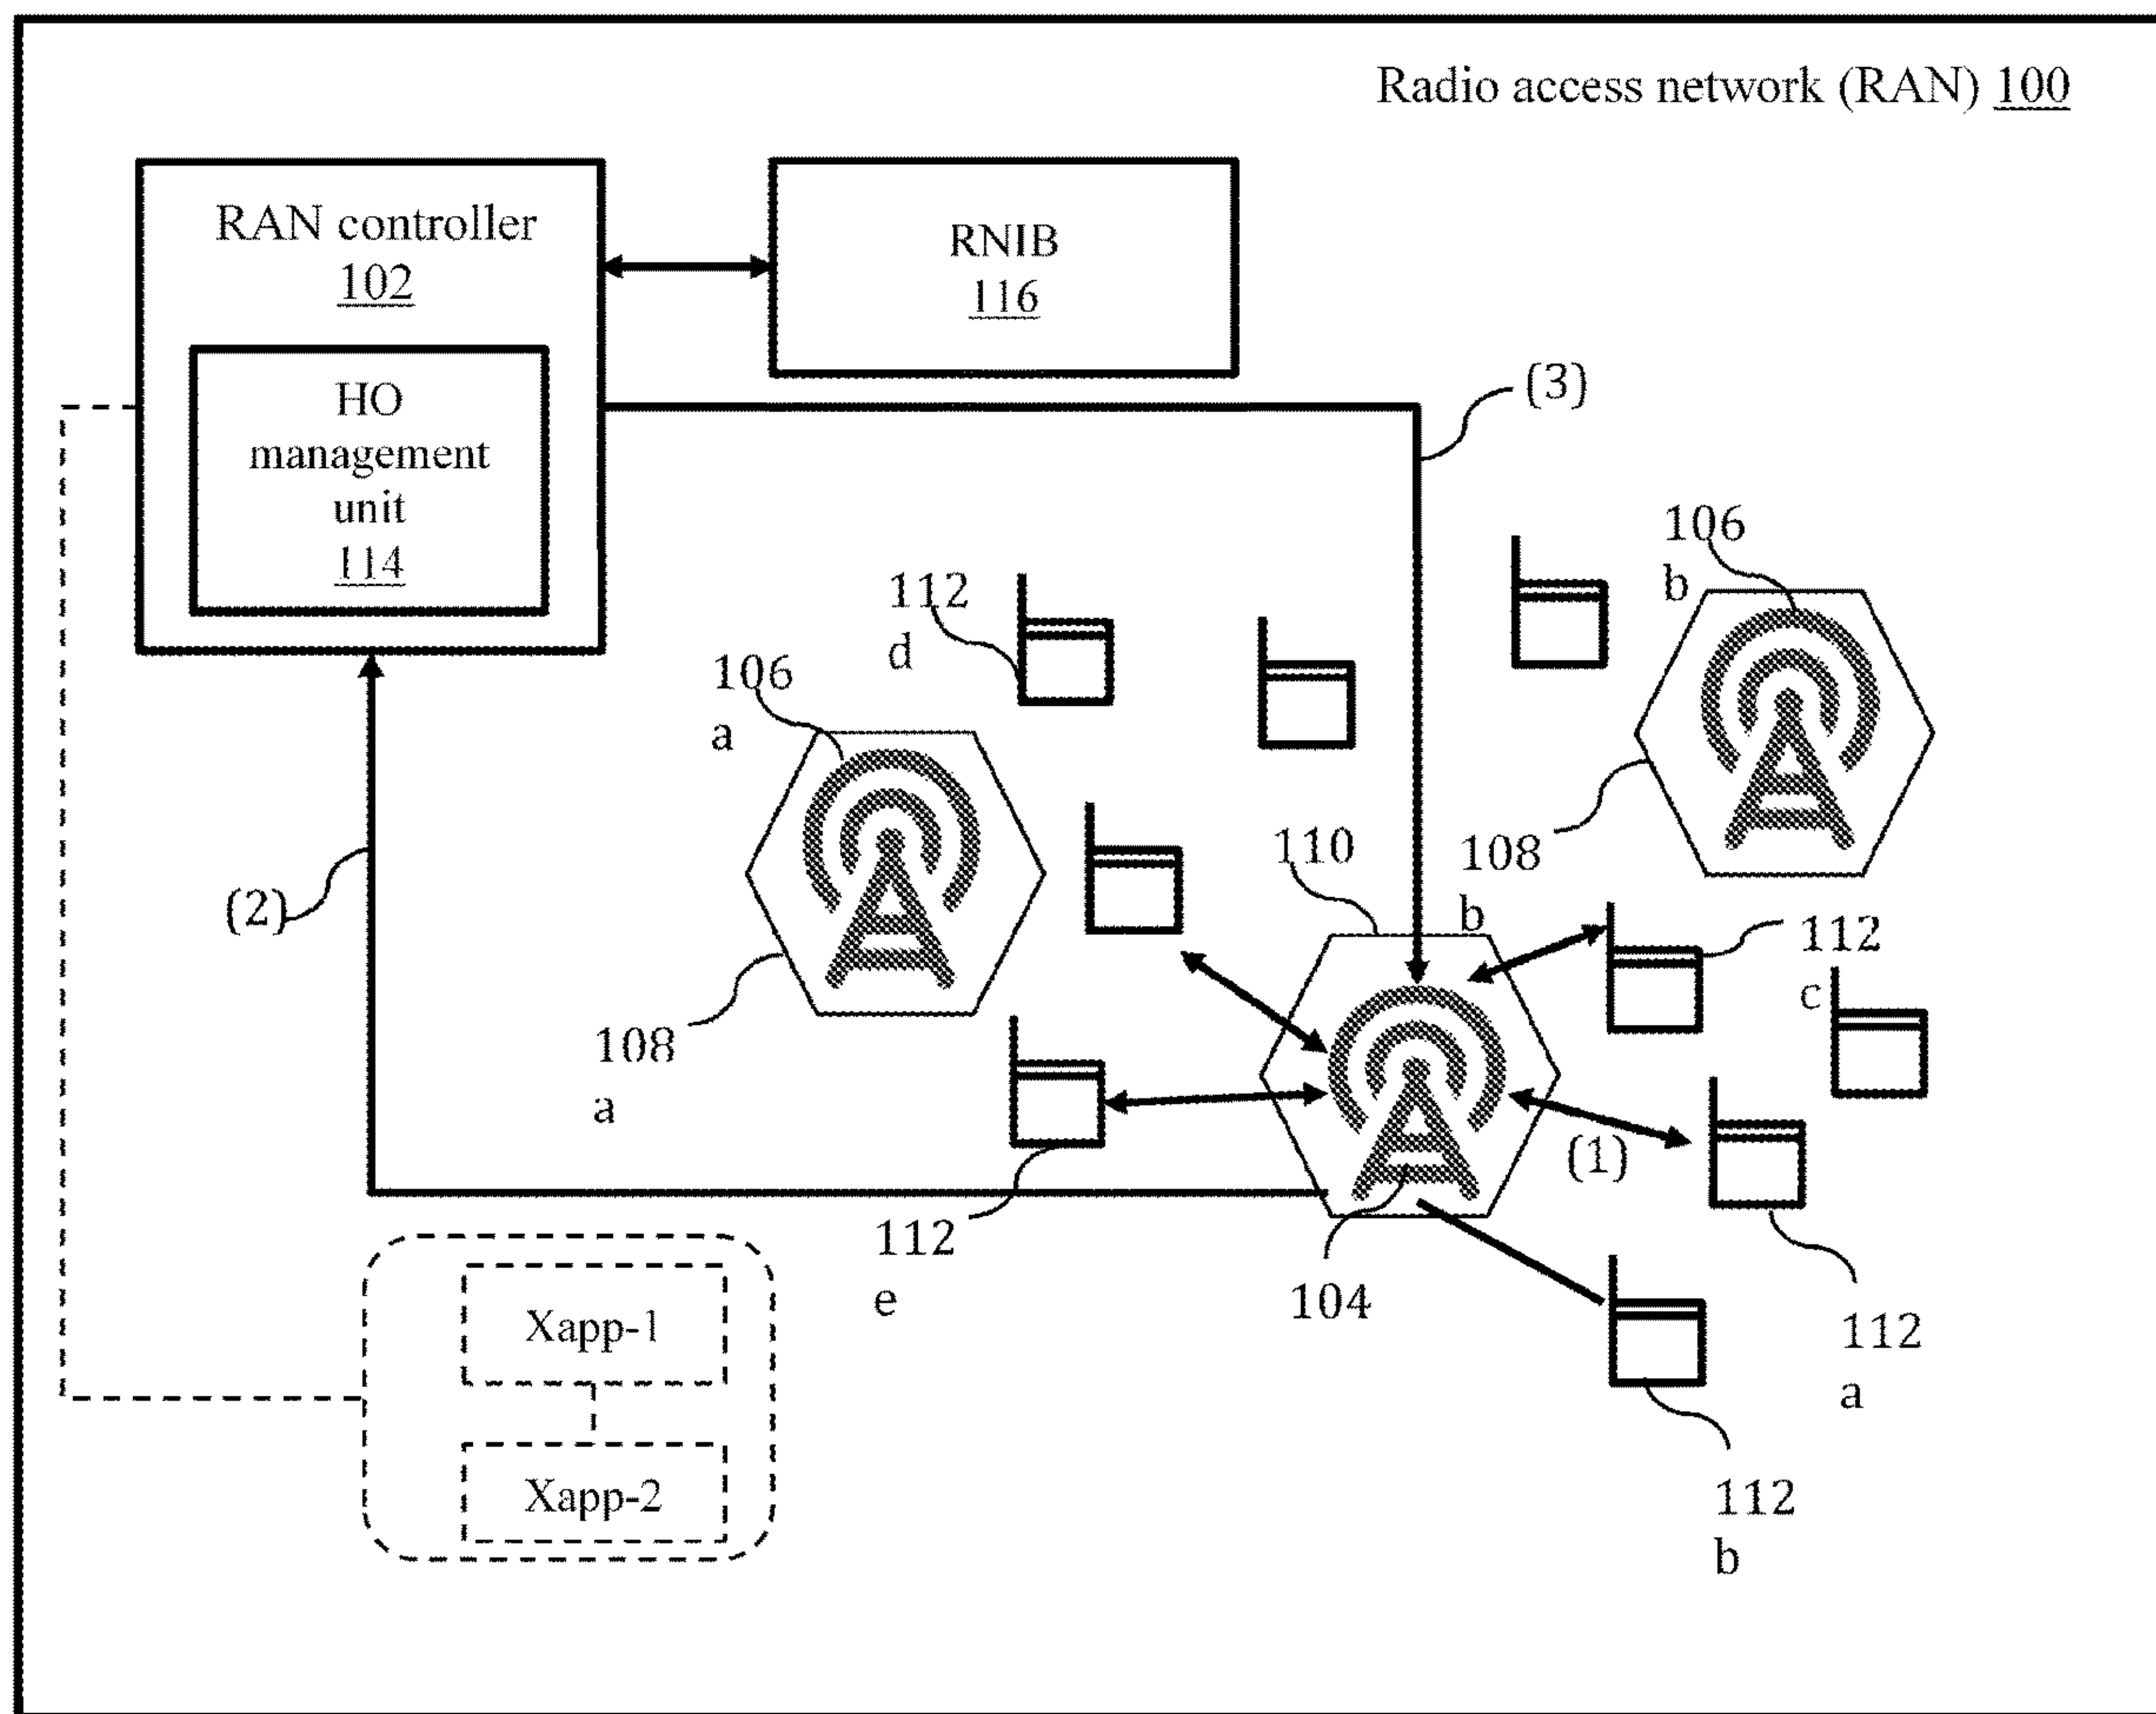 Radio access network (RAN) 100
RAN controller
102
RNIB
116
HO
management
unit
114
(3)
106
b
112
d
106
a
110
108
b
(2)
112
c
108
a
(1)
112
e
104
112
a
Xapp-1
Xapp-2
112
b